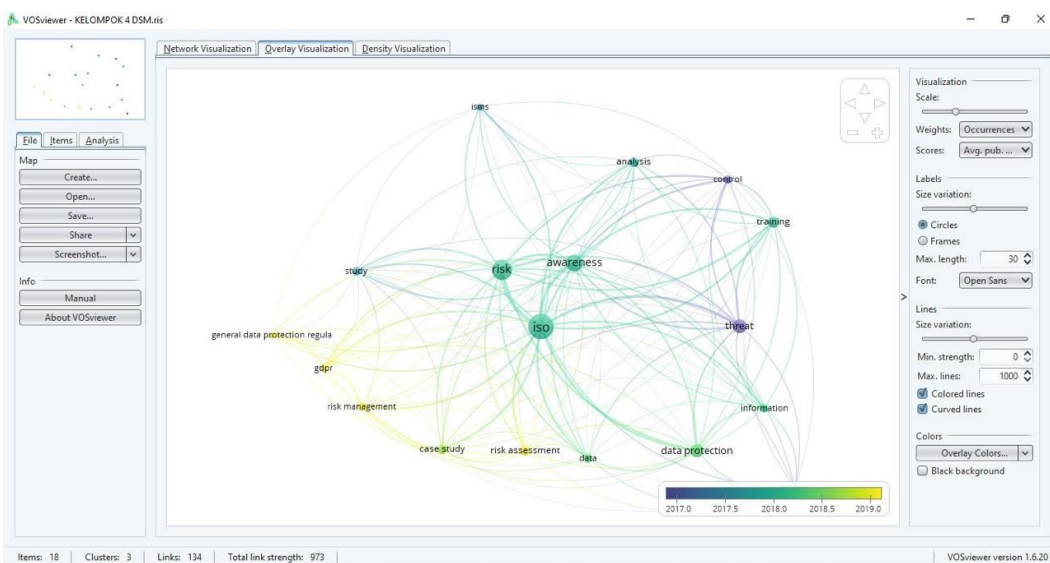 VOSviewer - KELOMPOK 4 DSM.ris
Network Visualization Overlay Visualization Density Visualization
File Items Analysis
Map
Create...
Open...
Save...
Share
Screenshot...
Info
Manual
About VOSviewer
isms
analysis
control
training
awareness
risk
study
iso
threat
general data protection regula
gdpr
risk management
information
case study
risk assessment
data
data protection
2017.0 2017.5 2018.0 2018.5 2019.0
>
Visualization
Scale:
Weights: Occurrences
Scores: Avg. pub. ...
Labels
Size variation:
Circles
Frames
Max. length: 30
Font: Open Sans
Lines
Size variation:
Min. strength: 0
Max. lines: 1000
Colored lines
Curved lines
Colors
Overlay Colors...
Black background
Items: 18 Clusters: 3 Links: 134 Total link strength: 973 VOSviewer version 1.6.20